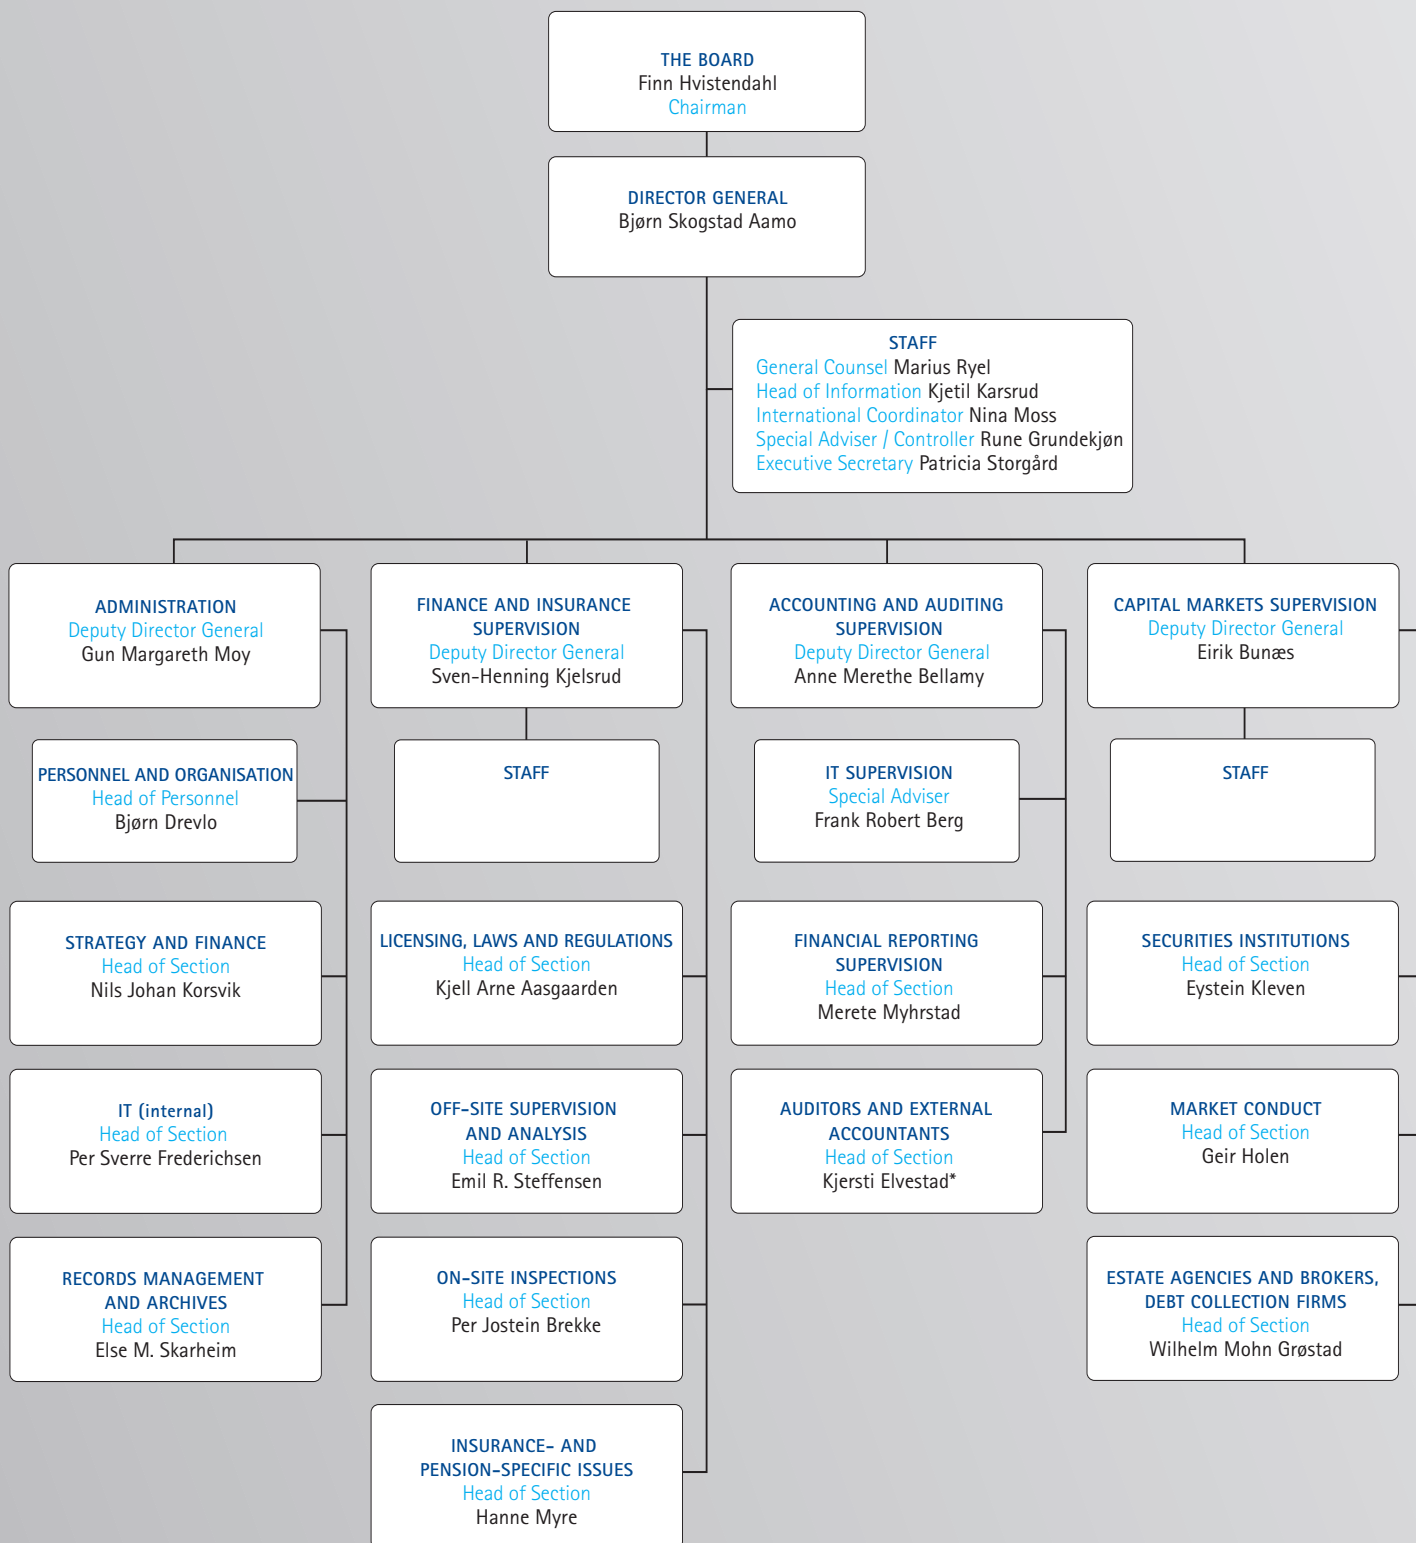 THE BOARD
Finn Hvistendahl
Chairman
DIRECTOR GENERAL
Bjørn Skogstad Aamo
STAFF
General Counsel Marius Ryel
Head of Information Kjetil Karsrud
International Coordinator Nina Moss
Special Adviser / Controller Rune Grundekjøn
Executive Secretary Patricia Storgård
ADMINISTRATION
Deputy Director General
Gun Margareth Moy
PERSONNEL AND ORGANISATION
Head of Personnel
Bjørn Drevlo
STRATEGY AND FINANCE
Head of Section
Nils Johan Korsvik
IT (internal)
Head of Section
Per Sverre Frederichsen
RECORDS MANAGEMENT
AND ARCHIVES
Head of Section
Else M. Skarheim
FINANCE AND INSURANCE
SUPERVISION
Deputy Director General
Sven-Henning Kjelsrud
STAFF
LICENSING, LAWS AND REGULATIONS
Head of Section
Kjell Arne Aasgaarden
OFF-SITE SUPERVISION
AND ANALYSIS
Head of Section
Emil R. Steffensen
ON-SITE INSPECTIONS
Head of Section
Per Jostein Brekke
INSURANCE- AND
PENSION-SPECIFIC ISSUES
Head of Section
Hanne Myre
ACCOUNTING AND AUDITING
SUPERVISION
Deputy Director General
Anne Merethe Bellamy
IT SUPERVISION
Special Adviser
Frank Robert Berg
FINANCIAL REPORTING
SUPERVISION
Head of Section
Merete Myhrstad
AUDITORS AND EXTERNAL
ACCOUNTANTS
Head of Section
Kjersti Elvestad*
CAPITAL MARKETS SUPERVISION
Deputy Director General
Eirik Bunæs
STAFF
SECURITIES INSTITUTIONS
Head of Section
Eystein Kleven
MARKET CONDUCT
Head of Section
Geir Holen
ESTATE AGENCIES AND BROKERS,
DEBT COLLECTION FIRMS
Head of Section
Wilhelm Mohn Grøstad